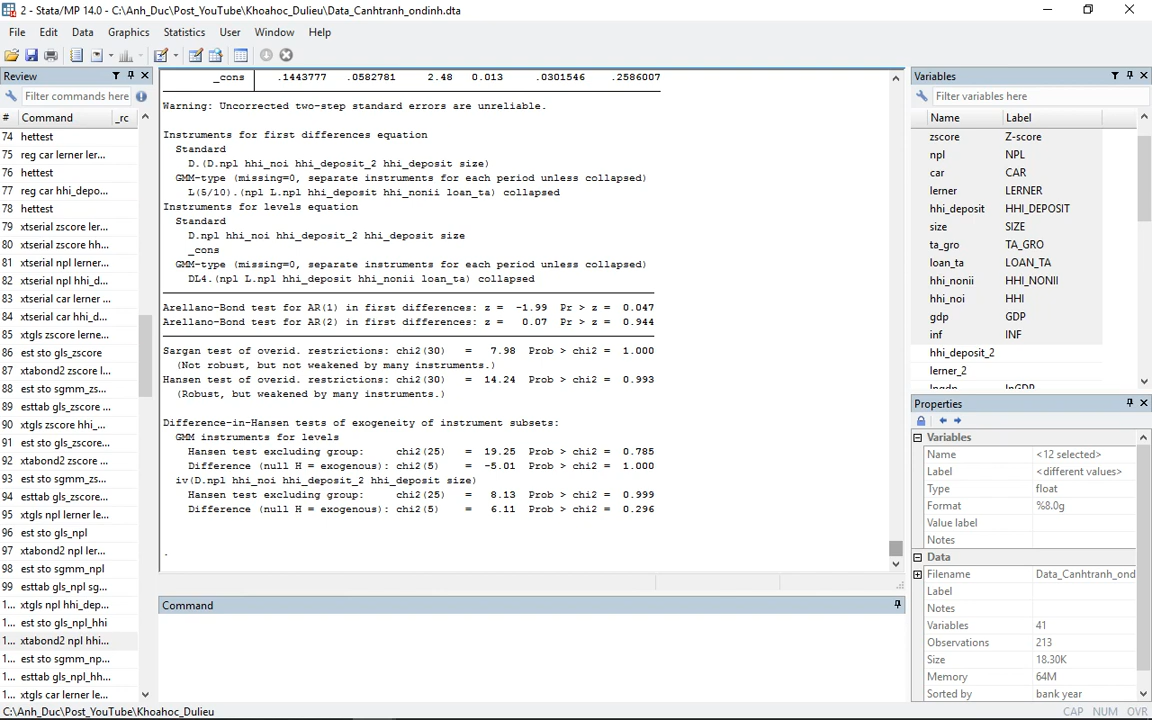 2 - Stata/MP 14.0 - C:\Anh_Duc\Post_YouTube\Khoahoc_Dulieu\Data_Canhtranh_ondinh.dta
File Edit Data Graphics Statistics User Window Help
Review
Filter commands here
# Command _rc
74 hettest
75 reg car lerner ler...
76 hettest
77 reg car hhi_depo...
78 hettest
79 xtserial zscore ler...
80 xtserial zscore hh...
81 xtserial npl lerner...
82 xtserial npl hhi_d...
83 xtserial car lerner ...
84 xtserial car hhi_d...
85 xtgls zscore lerne...
86 est sto gls_zscore
87 xtabond2 zscore l...
88 est sto sgmm_zs...
89 esttab gls_zscore ...
90 xtgls zscore hhi_...
91 est sto gls_zscore...
92 xtabond2 zscore ...
93 est sto sgmm_zs...
94 esttab gls_zscore...
95 xtgls npl lerner le...
96 est sto gls_npl
97 xtabond2 npl ler...
98 est sto sgmm_npl
99 esttab gls_npl sg...
1... xtgls npl hhi_dep...
1... est sto gls_npl_hhi
1... xtabond2 npl hhi...
1... est sto sgmm_np...
1... esttab gls_npl_hh...
1... xtgls car lerner le...
_cons .1443777 .0582781 2.48 0.013 .0301546 .2586007
Warning: Uncorrected two-step standard errors are unreliable.
Instruments for first differences equation
Standard
D.(D.npl hhi_noi hhi_deposit_2 hhi_deposit size)
GMM-type (missing=0, separate instruments for each period unless collapsed)
L(5/10).(npl L.npl hhi_deposit hhi_nonii loan_ta) collapsed
Instruments for levels equation
Standard
D.npl hhi_noi hhi_deposit_2 hhi_deposit size
_cons
GMM-type (missing=0, separate instruments for each period unless collapsed)
DL4.(npl L.npl hhi_deposit hhi_nonii loan_ta) collapsed
Arellano-Bond test for AR(1) in first differences: z = -1.99 Pr > z = 0.047
Arellano-Bond test for AR(2) in first differences: z = 0.07 Pr > z = 0.944
Sargan test of overid. restrictions: chi2(30) = 7.98 Prob > chi2 = 1.000
(Not robust, but not weakened by many instruments.)
Hansen test of overid. restrictions: chi2(30) = 14.24 Prob > chi2 = 0.993
(Robust, but weakened by many instruments.)
Difference-in-Hansen tests of exogeneity of instrument subsets:
GMM instruments for levels
Hansen test excluding group: chi2(25) = 19.25 Prob > chi2 = 0.785
Difference (null H = exogenous): chi2(5) = -5.01 Prob > chi2 = 1.000
iv(D.npl hhi_noi hhi_deposit_2 hhi_deposit size)
Hansen test excluding group: chi2(25) = 8.13 Prob > chi2 = 0.999
Difference (null H = exogenous): chi2(5) = 6.11 Prob > chi2 = 0.296
.
Command
Variables
Filter variables here
Name Label
zscore Z-score
npl NPL
car CAR
lerner LERNER
hhi_deposit HHI_DEPOSIT
size SIZE
ta_gro TA_GRO
loan_ta LOAN_TA
hhi_nonii HHI_NONII
hhi_noi HHI
gdp GDP
inf INF
hhi_deposit_2
lerner_2
lngdp lnGDP
Properties
Variables
Name <12 selected>
Label <different values>
Type float
Format %8.0g
Value label
Notes
Data
Filename Data_Canhtranh_ond
Label
Notes
Variables 41
Observations 213
Size 18.30K
Memory 64M
Sorted by bank year
C:\Anh_Duc\Post_YouTube\Khoahoc_Dulieu
CAP NUM OVR